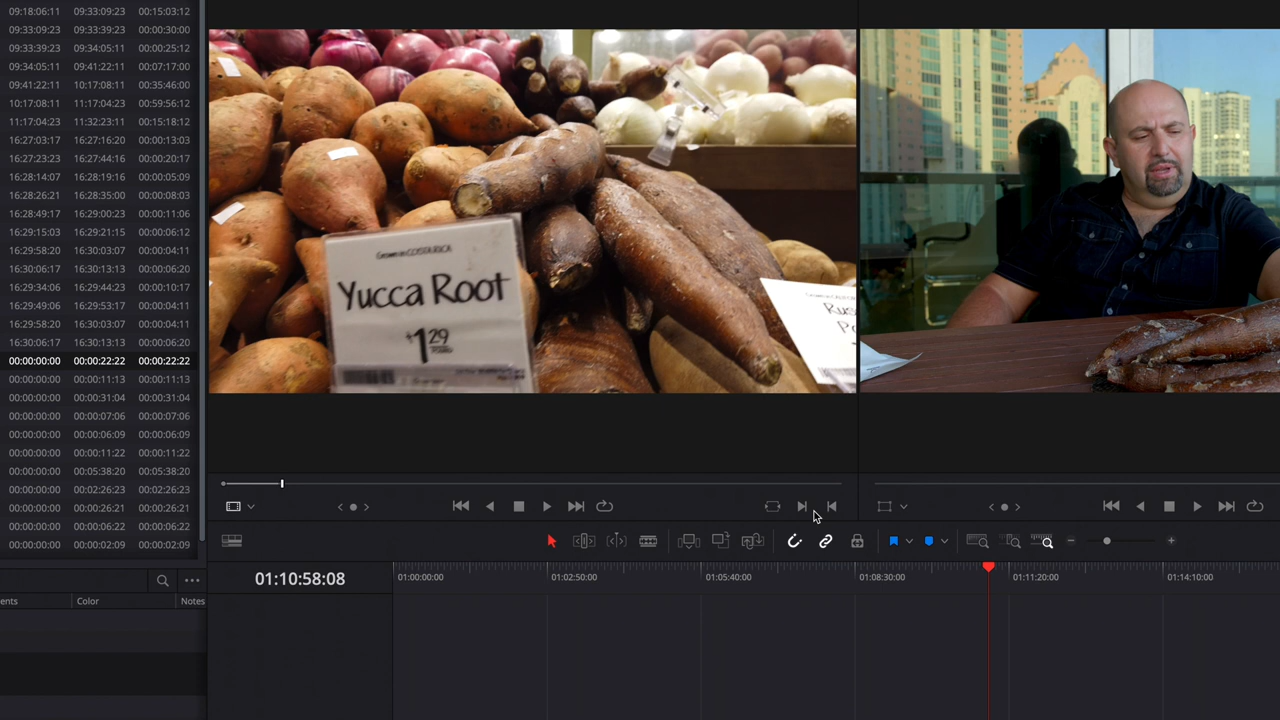 09:18:06:11 09:33:09:23 00:15:03:12
09:33:09:23 09:33:39:23 00:00:30:00
09:33:39:23 09:34:05:11 00:00:25:12
09:34:05:11 09:41:22:11 00:07:17:00
09:41:22:11 10:17:08:11 00:35:46:00
10:17:08:11 11:17:04:23 00:59:56:12
11:17:04:23 11:32:23:11 00:15:18:12
16:27:03:17 16:27:16:20 00:00:13:03
16:27:23:23 16:27:44:16 00:00:20:17
16:28:14:07 16:28:19:16 00:00:05:09
16:28:26:21 16:28:35:00 00:00:08:03
16:28:49:17 16:29:00:23 00:00:11:06
16:29:15:03 16:29:21:15 00:00:06:12
16:29:58:20 16:30:03:07 00:00:04:11
16:30:06:17 16:30:13:13 00:00:06:20
16:29:34:06 16:29:44:23 00:00:10:17
16:29:49:06 16:29:53:17 00:00:04:11
16:29:58:20 16:30:03:07 00:00:04:11
16:30:06:17 16:30:13:13 00:00:06:20
00:00:00:00 00:00:22:22 00:00:22:22
00:00:00:00 00:00:11:13 00:00:11:13
00:00:00:00 00:00:31:04 00:00:31:04
00:00:00:00 00:00:07:06 00:00:07:06
00:00:00:00 00:00:06:09 00:00:06:09
00:00:00:00 00:00:11:22 00:00:11:22
00:00:00:00 00:05:38:20 00:05:38:20
00:00:00:00 00:02:26:23 00:02:26:23
00:00:00:00 00:00:26:21 00:00:26:21
00:00:00:00 00:00:06:22 00:00:06:22
00:00:00:00 00:00:02:09 00:00:02:09
ents Color Notes
Grown in COSTA RICA
Yucca Root
$1.29
01:10:58:08
01:00:00:00 01:02:50:00 01:05:40:00 01:08:30:00 01:11:20:00 01:14:10:00